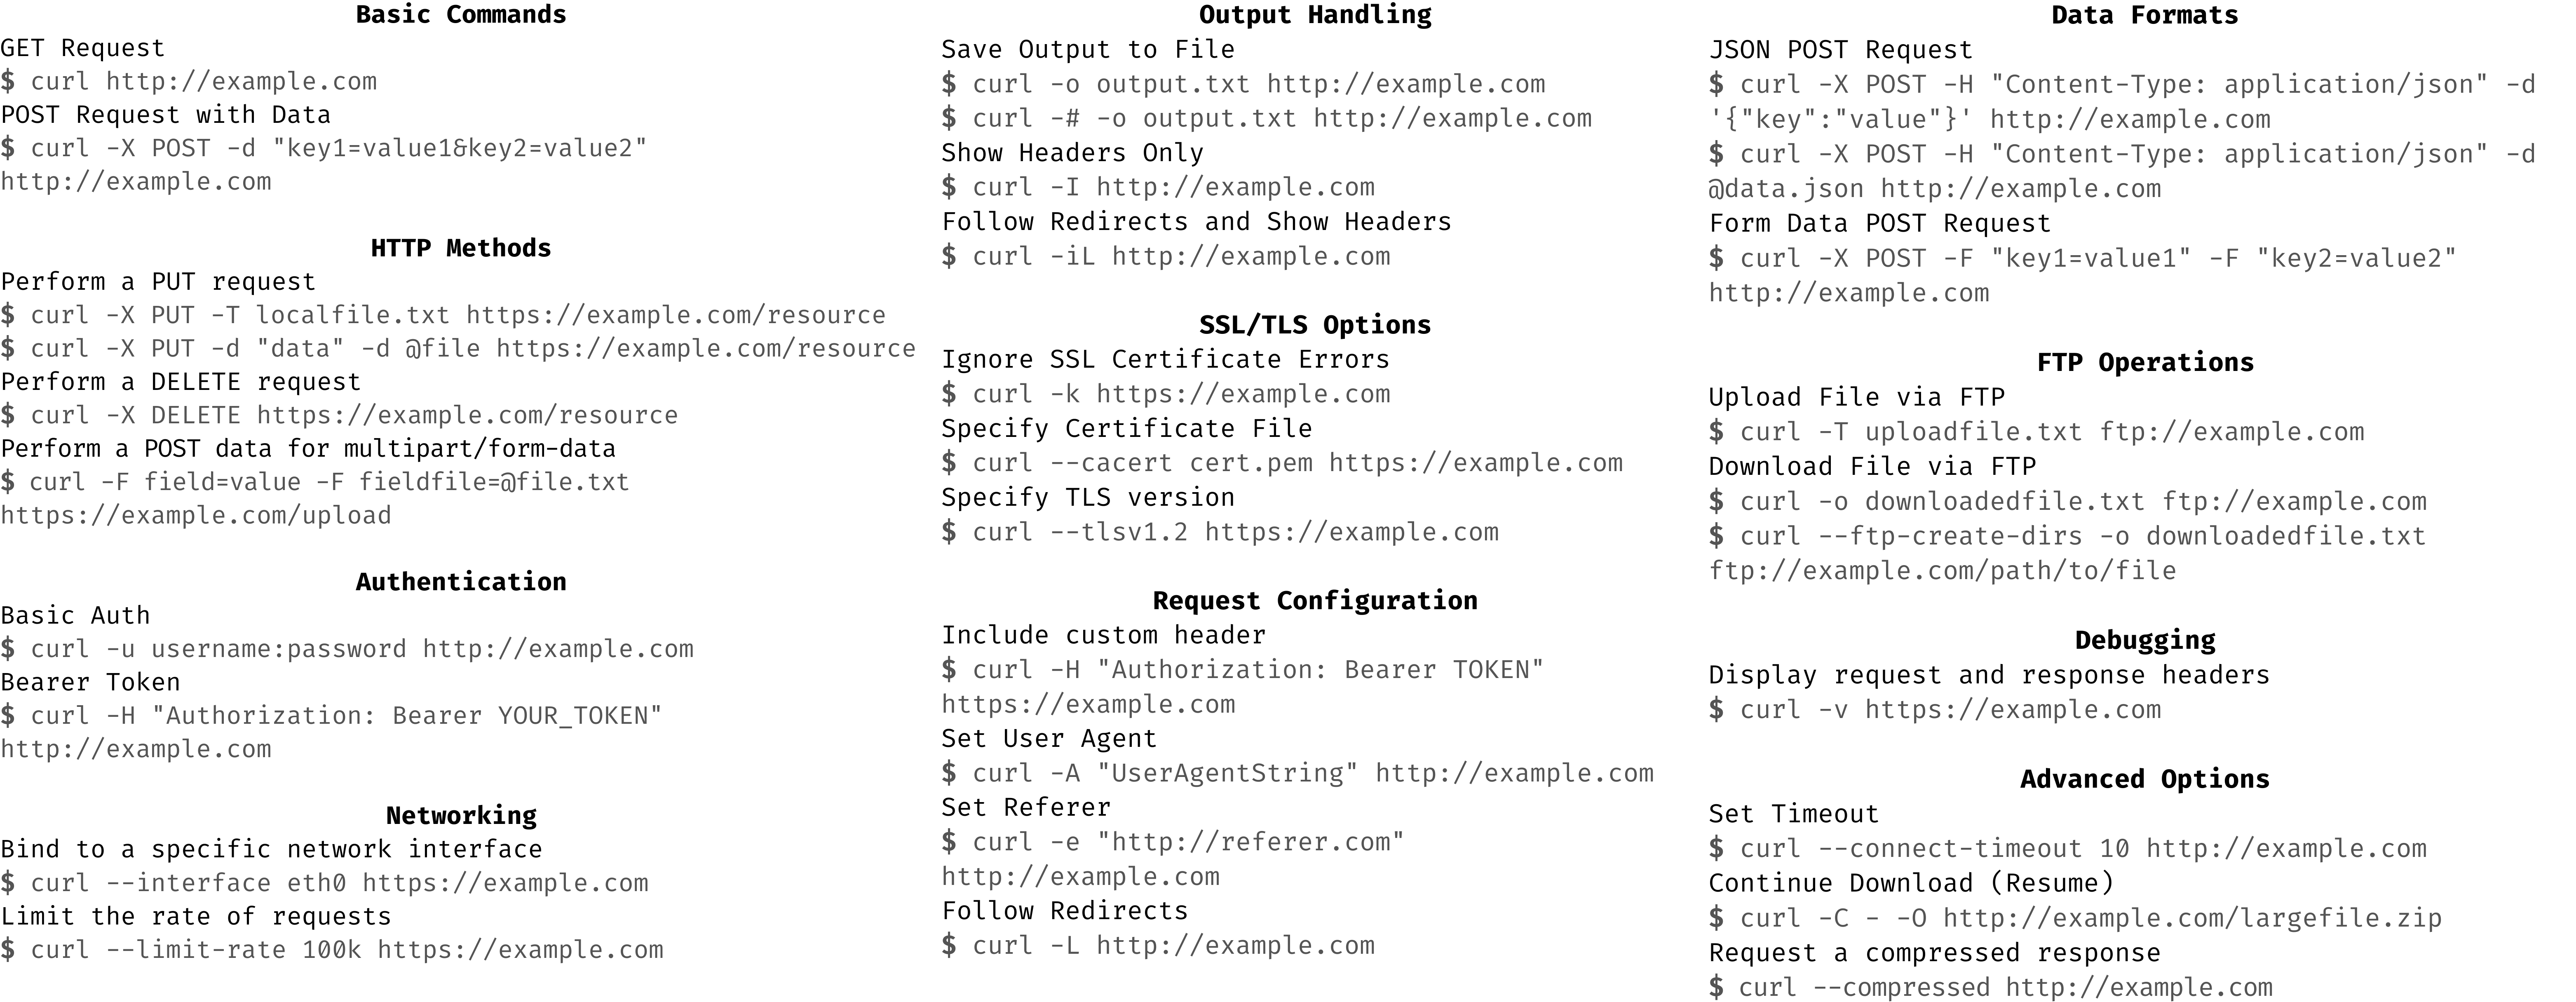 Basic Commands
GET Request
$ curl http://example.com
POST Request with Data
$ curl -X POST -d "key1=value1&key2=value2"
http://example.com
HTTP Methods
Perform a PUT request
$ curl -X PUT -T localfile.txt https://example.com/resource
$ curl -X PUT -d "data" -d @file https://example.com/resource
Perform a DELETE request
$ curl -X DELETE https://example.com/resource
Perform a POST data for multipart/form-data
$ curl -F field=value -F fieldfile=@file.txt
https://example.com/upload
Authentication
Basic Auth
$ curl -u username:password http://example.com
Bearer Token
$ curl -H "Authorization: Bearer YOUR_TOKEN"
http://example.com
Networking
Bind to a specific network interface
$ curl --interface eth0 https://example.com
Limit the rate of requests
$ curl --limit-rate 100k https://example.com
Output Handling
Save Output to File
$ curl -o output.txt http://example.com
$ curl -# -o output.txt http://example.com
Show Headers Only
$ curl -I http://example.com
Follow Redirects and Show Headers
$ curl -iL http://example.com
SSL/TLS Options
Ignore SSL Certificate Errors
$ curl -k https://example.com
Specify Certificate File
$ curl --cacert cert.pem https://example.com
Specify TLS version
$ curl --tlsv1.2 https://example.com
Request Configuration
Include custom header
$ curl -H "Authorization: Bearer TOKEN"
https://example.com
Set User Agent
$ curl -A "UserAgentString" http://example.com
Set Referer
$ curl -e "http://referer.com"
http://example.com
Follow Redirects
$ curl -L http://example.com
Data Formats
JSON POST Request
$ curl -X POST -H "Content-Type: application/json" -d
'{"key":"value"}' http://example.com
$ curl -X POST -H "Content-Type: application/json" -d
@data.json http://example.com
Form Data POST Request
$ curl -X POST -F "key1=value1" -F "key2=value2"
http://example.com
FTP Operations
Upload File via FTP
$ curl -T uploadfile.txt ftp://example.com
Download File via FTP
$ curl -o downloadedfile.txt ftp://example.com
$ curl --ftp-create-dirs -o downloadedfile.txt
ftp://example.com/path/to/file
Debugging
Display request and response headers
$ curl -v https://example.com
Advanced Options
Set Timeout
$ curl --connect-timeout 10 http://example.com
Continue Download (Resume)
$ curl -C - -O http://example.com/largefile.zip
Request a compressed response
$ curl --compressed http://example.com